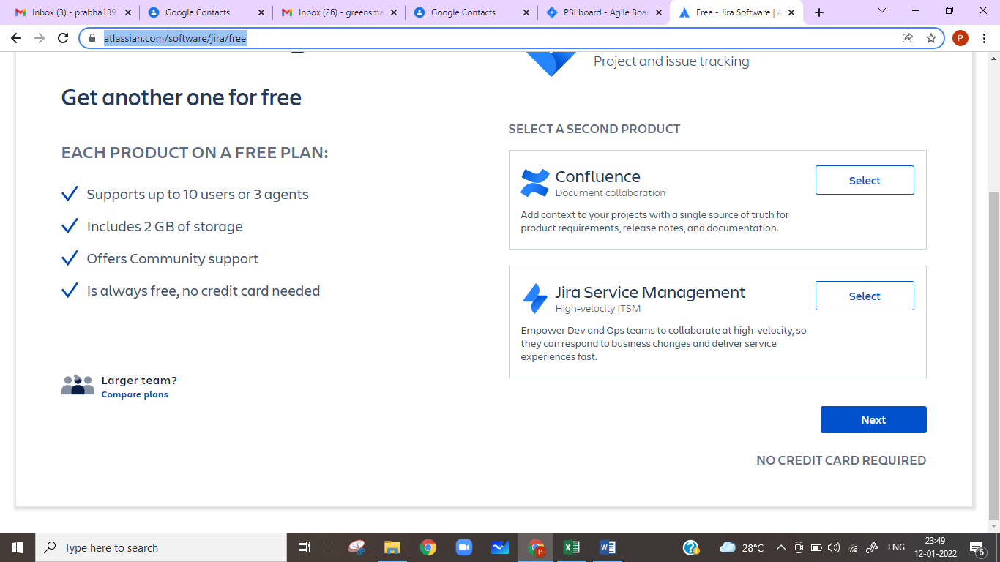 Inbox (3) - prabha139
Google Contacts
Inbox (26) - greensma
Google Contacts
PBI board - Agile Boar
Free - Jira Software | A
atlassian.com/software/jira/free
P
Project and issue tracking
Get another one for free
SELECT A SECOND PRODUCT
EACH PRODUCT ON A FREE PLAN:
Supports up to 10 users or 3 agents
Includes 2 GB of storage
Offers Community support
Is always free, no credit card needed
Larger team?
Compare plans
Confluence
Document collaboration
Select
Add context to your projects with a single source of truth for
product requirements, release notes, and documentation.
Jira Service Management
High-velocity ITSM
Select
Empower Dev and Ops teams to collaborate at high-velocity, so
they can respond to business changes and deliver service
experiences fast.
Next
NO CREDIT CARD REQUIRED
Type here to search
P
28°C
ENG
23:49
12-01-2022
6